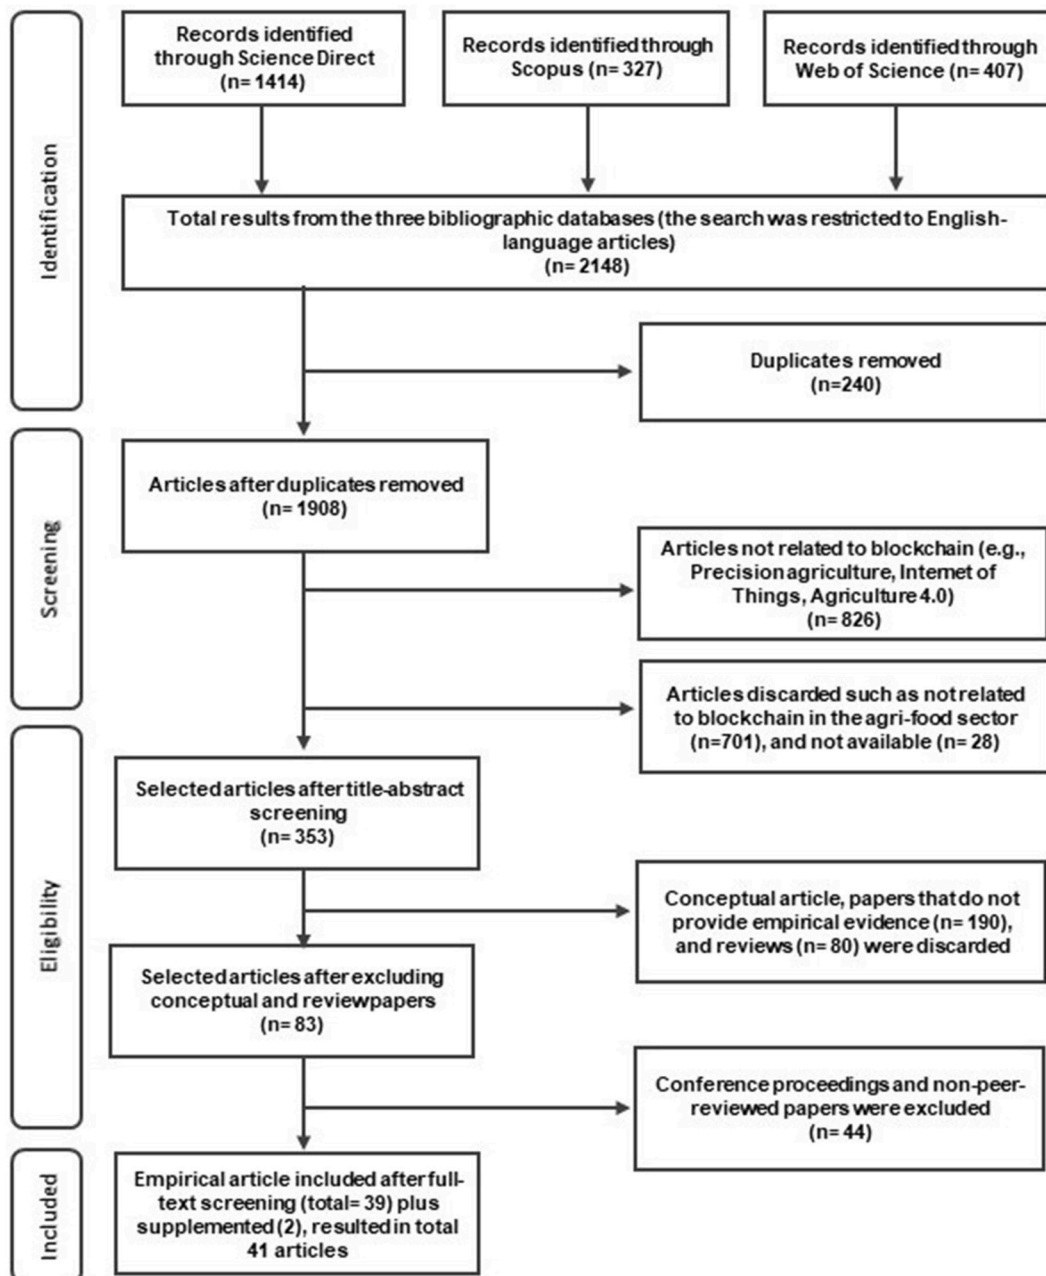 Identification
Records identified
through Science Direct
(n= 1414)
Records identified through
Scopus (n= 327)
Records identified through
Web of Science (n= 407)
Total results from the three bibliographic databases (the search was restricted to English-
language articles)
(n= 2148)
Duplicates removed
(n=240)
Screening
Articles after duplicates removed
(n= 1908)
Articles not related to blockchain (e.g.,
Precision agriculture, Internet of
Things, Agriculture 4.0)
(n= 826)
Articles discarded such as not related
to blockchain in the agri-food sector
(n=701), and not available (n= 28)
Eligibility
Selected articles after title-abstract
screening
(n= 353)
Conceptual article, papers that do not
provide empirical evidence (n= 190),
and reviews (n= 80) were discarded
Selected articles after excluding
conceptual and review papers
(n= 83)
Conference proceedings and non-peer-
reviewed papers were excluded
(n= 44)
Included
Empirical article included after full-
text screening (total= 39) plus
supplemented (2), resulted in total
41 articles